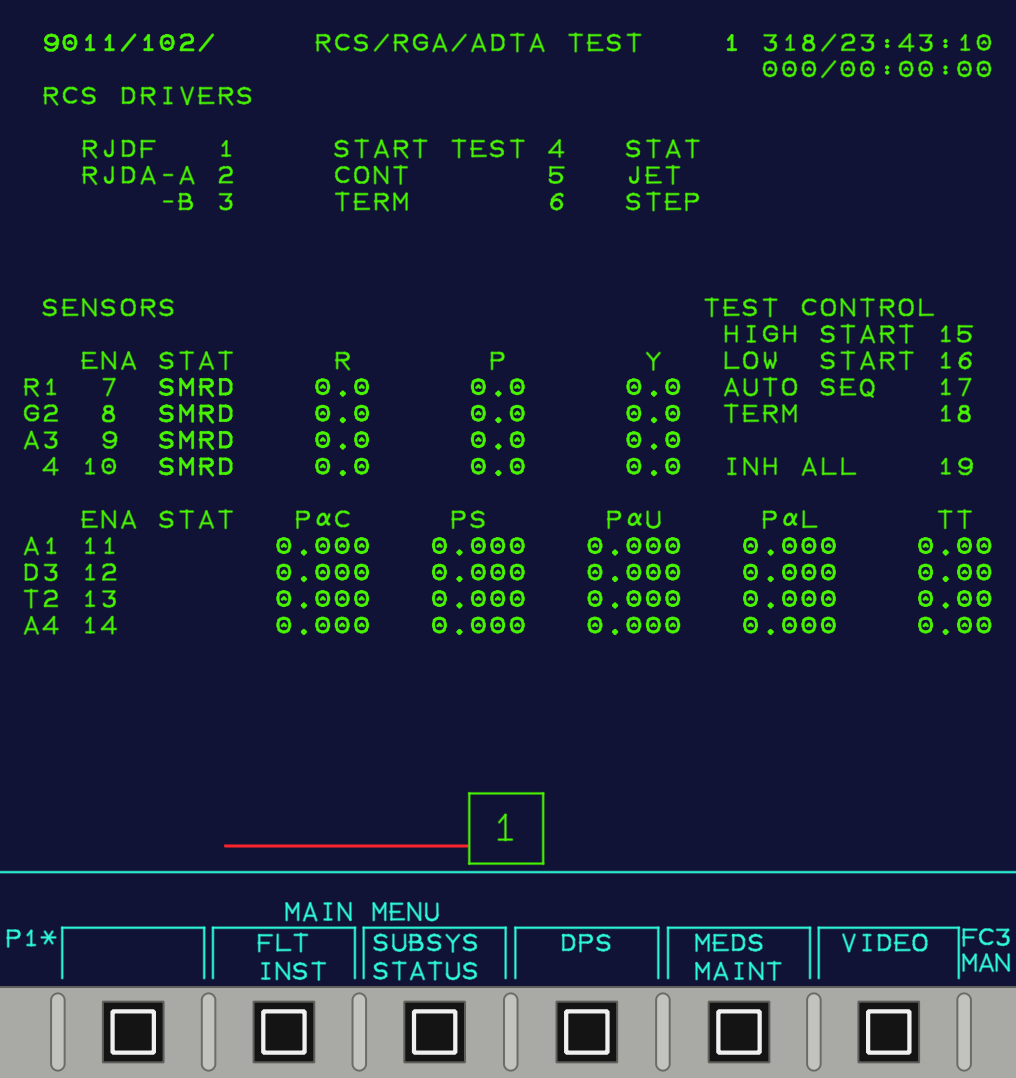 9011/102/ RCS/RGA/ADTA TEST 1 318/23:43:10
000/00:00:00
RCS DRIVERS
RJDF 1 START TEST 4 STAT
RJDA-A 2 CONT 5 JET
-B 3 TERM 6 STEP
SENSORS TEST CONTROL
HIGH START 15
ENA STAT R P Y LOW START 16
R1 7 SMRD 0.0 0.0 0.0 AUTO SEQ 17
G2 8 SMRD 0.0 0.0 0.0 TERM 18
A3 9 SMRD 0.0 0.0 0.0
4 10 SMRD 0.0 0.0 0.0 INH ALL 19
ENA STAT PαC PS PαU PαL TT
A1 11 0.000 0.000 0.000 0.000 0.00
D3 12 0.000 0.000 0.000 0.000 0.00
T2 13 0.000 0.000 0.000 0.000 0.00
A4 14 0.000 0.000 0.000 0.000 0.00
1
MAIN MENU
P1* FLT SUBSYS DPS MEDS VIDEO FC3
INST STATUS MAINT MAN